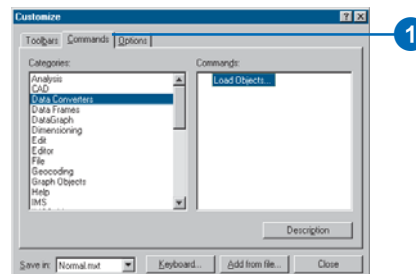 Customize
1
Toolbars Commands Options
Categories:
Commands:
Analysis
CAD
Data Converters
Data Frames
DataGraph
Dimensioning
Edit
Editor
File
Geocoding
Graph Objects
Help
IMS
Load Objects...
Description
Save in: Normal.mxt Keyboard... Add from file... Close